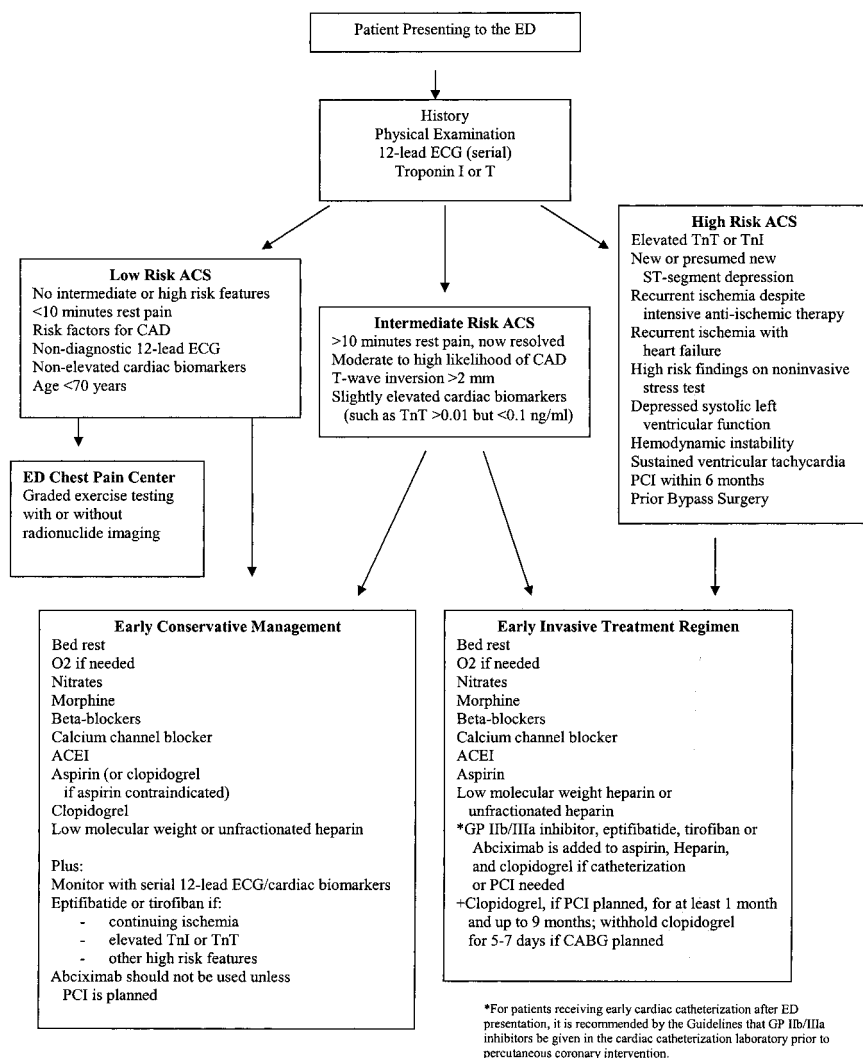 Patient Presenting to the ED
History
Physical Examination
12-lead ECG (serial)
Troponin I or T
Low Risk ACS
No intermediate or high risk features
<10 minutes rest pain
Risk factors for CAD
Non-diagnostic 12-lead ECG
Non-elevated cardiac biomarkers
Age <70 years
Intermediate Risk ACS
>10 minutes rest pain, now resolved
Moderate to high likelihood of CAD
T-wave inversion >2 mm
Slightly elevated cardiac biomarkers
(such as TnT >0.01 but <0.1 ng/ml)
High Risk ACS
Elevated TnT or TnI
New or presumed new
ST-segment depression
Recurrent ischemia despite
intensive anti-ischemic therapy
Recurrent ischemia with
heart failure
High risk findings on noninvasive
stress test
Depressed systolic left
ventricular function
Hemodynamic instability
Sustained ventricular tachycardia
PCI within 6 months
Prior Bypass Surgery
ED Chest Pain Center
Graded exercise testing
with or without
radionuclide imaging
Early Conservative Management
Bed rest
O2 if needed
Nitrates
Morphine
Beta-blockers
Calcium channel blocker
ACEI
Aspirin (or clopidogrel
if aspirin contraindicated)
Clopidogrel
Low molecular weight or unfractionated heparin
Plus:
Monitor with serial 12-lead ECG/cardiac biomarkers
Eptifibatide or tirofiban if:
- continuing ischemia
- elevated TnI or TnT
- other high risk features
Abciximab should not be used unless
PCI is planned
Early Invasive Treatment Regimen
Bed rest
O2 if needed
Nitrates
Morphine
Beta-blockers
Calcium channel blocker
ACEI
Aspirin
Low molecular weight heparin or
unfractionated heparin
*GP IIb/IIIa inhibitor, eptifibatide, tirofiban or
Abciximab is added to aspirin, Heparin,
and clopidogrel if catheterization
or PCI needed
+Clopidogrel, if PCI planned, for at least 1 month
and up to 9 months; withhold clopidogrel
for 5-7 days if CABG planned
*For patients receiving early cardiac catheterization after ED
presentation, it is recommended by the Guidelines that GP IIb/IIIa
inhibitors be given in the cardiac catheterization laboratory prior to
percutaneous coronary intervention.